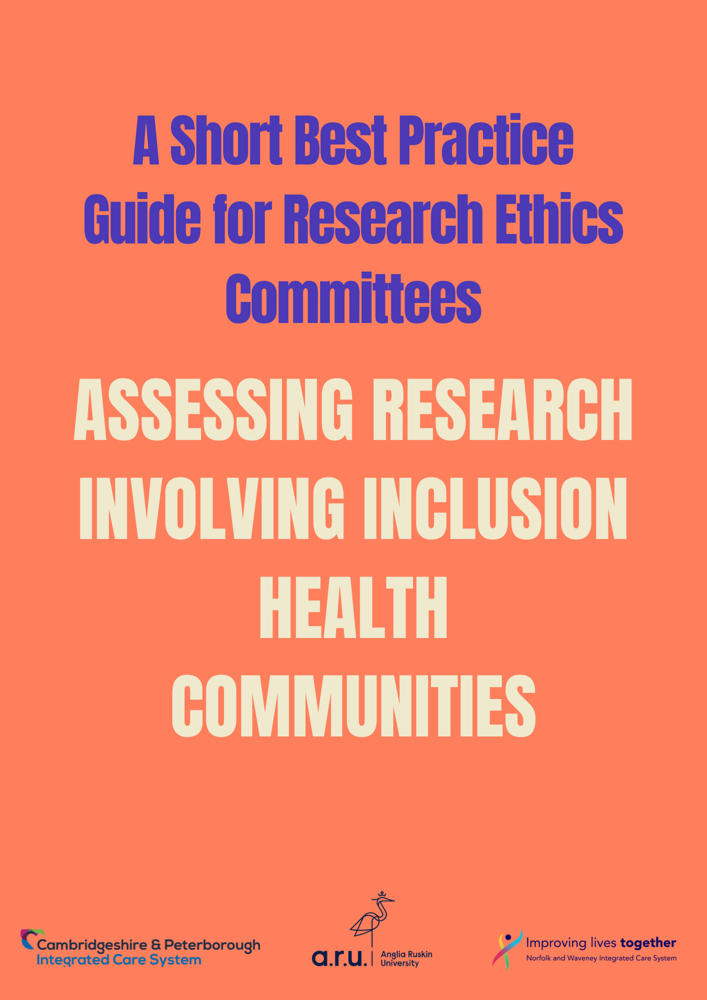 A Short Best Practice
Guide for Research Ethics
Committees
ASSESSING RESEARCH
INVOLVING INCLUSION
HEALTH
COMMUNITIES
Cambridgeshire & Peterborough
Integrated Care System
a.r.u.
Anglia Ruskin
University
Improving lives together
Norfolk and Waveney Integrated Care System